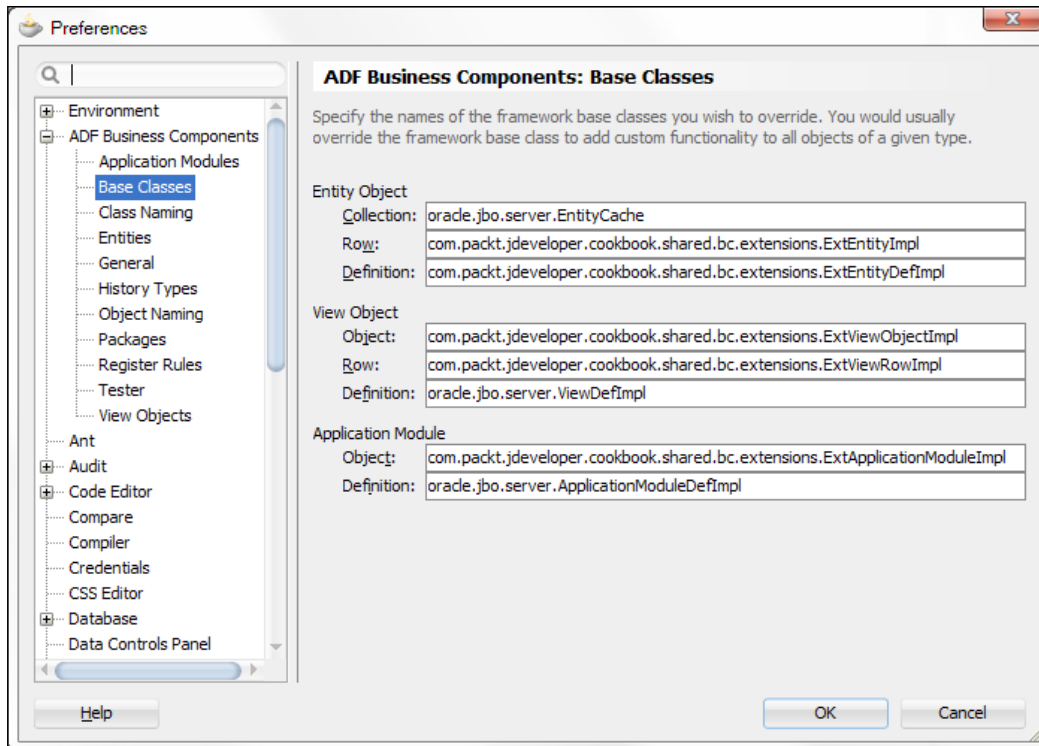 Preferences
Environment
ADF Business Components
Application Modules
Base Classes
Class Naming
Entities
General
History Types
Object Naming
Packages
Register Rules
Tester
View Objects
Ant
Audit
Code Editor
Compare
Compiler
Credentials
CSS Editor
Database
Data Controls Panel
ADF Business Components: Base Classes
Specify the names of the framework base classes you wish to override. You would usually
override the framework base class to add custom functionality to all objects of a given type.
Entity Object
Collection: oracle.jbo.server.EntityCache
Row: com.packt.jdeveloper.cookbook.shared.bc.extensions.ExtEntityImpl
Definition: com.packt.jdeveloper.cookbook.shared.bc.extensions.ExtEntityDefImpl
View Object
Object: com.packt.jdeveloper.cookbook.shared.bc.extensions.ExtViewObjectImpl
Row: com.packt.jdeveloper.cookbook.shared.bc.extensions.ExtViewRowImpl
Definition: oracle.jbo.server.ViewDefImpl
Application Module
Object: com.packt.jdeveloper.cookbook.shared.bc.extensions.ExtApplicationModuleImpl
Definition: oracle.jbo.server.ApplicationModuleDefImpl
Help
OK
Cancel